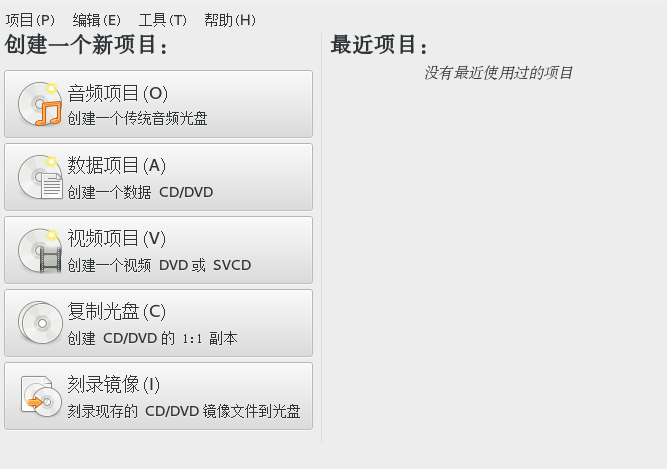 项目(P) 编辑(E) 工具(T) 帮助(H)
创建一个新项目：
音频项目(O)
创建一个传统音频光盘
数据项目(A)
创建一个数据 CD/DVD
视频项目(V)
创建一个视频 DVD 或 SVCD
复制光盘(C)
创建 CD/DVD 的 1:1 副本
刻录镜像(I)
刻录现存的 CD/DVD 镜像文件到光盘
最近项目：
没有最近使用过的项目